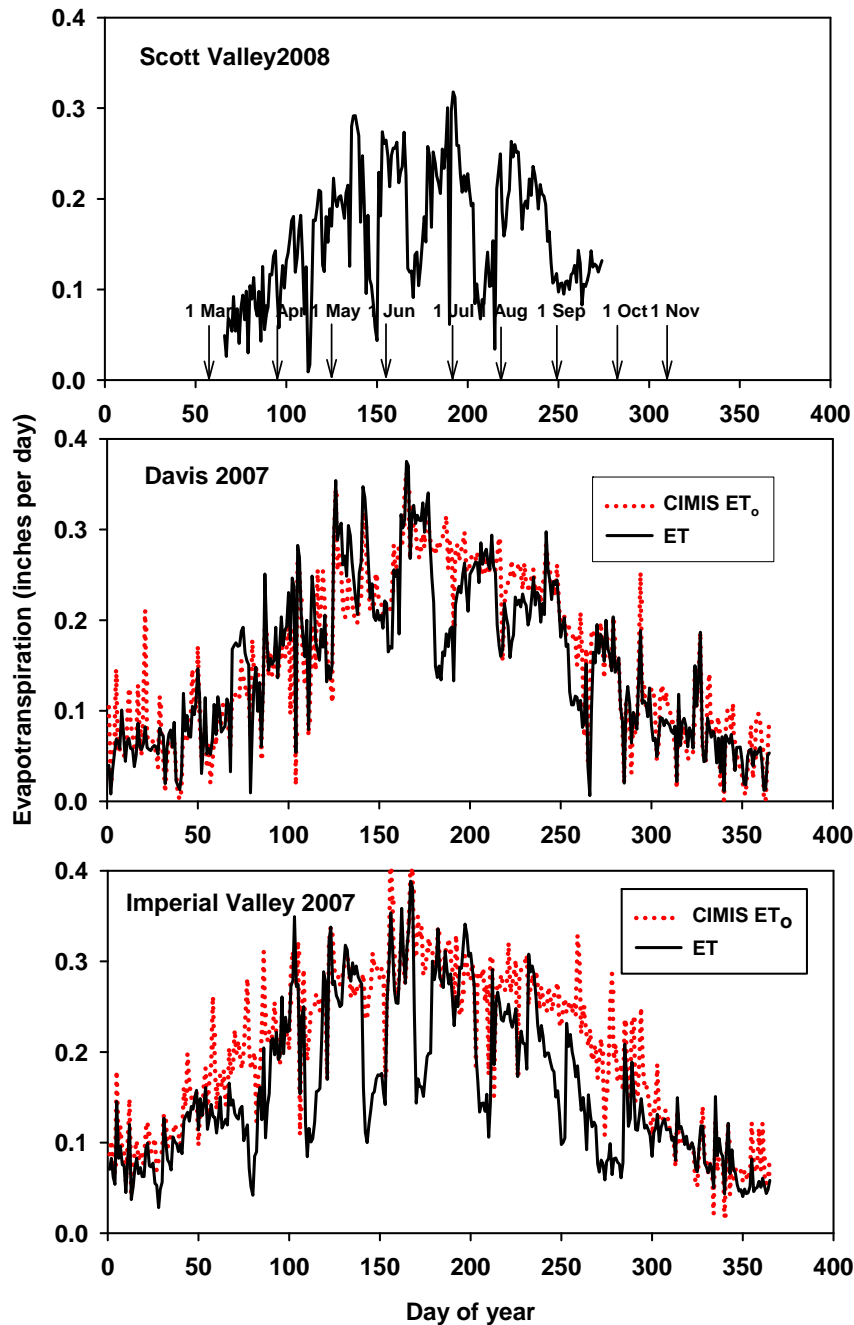 Evapotranspiration (inches per day)
0.4
Scott Valley2008
0.3
0.2
0.1
1 Mar
Apr
1 May
1 Jun
1 Jul
Aug
1 Sep
1 Oct
1 Nov
0.0
0 50 100 150 200 250 300 350 400
0.4
Davis 2007
CIMIS ETo
ET
0.3
0.2
0.1
0.0
0 50 100 150 200 250 300 350 400
0.4
Imperial Valley 2007
CIMIS ETo
ET
0.3
0.2
0.1
0.0
0 50 100 150 200 250 300 350 400
Day of year